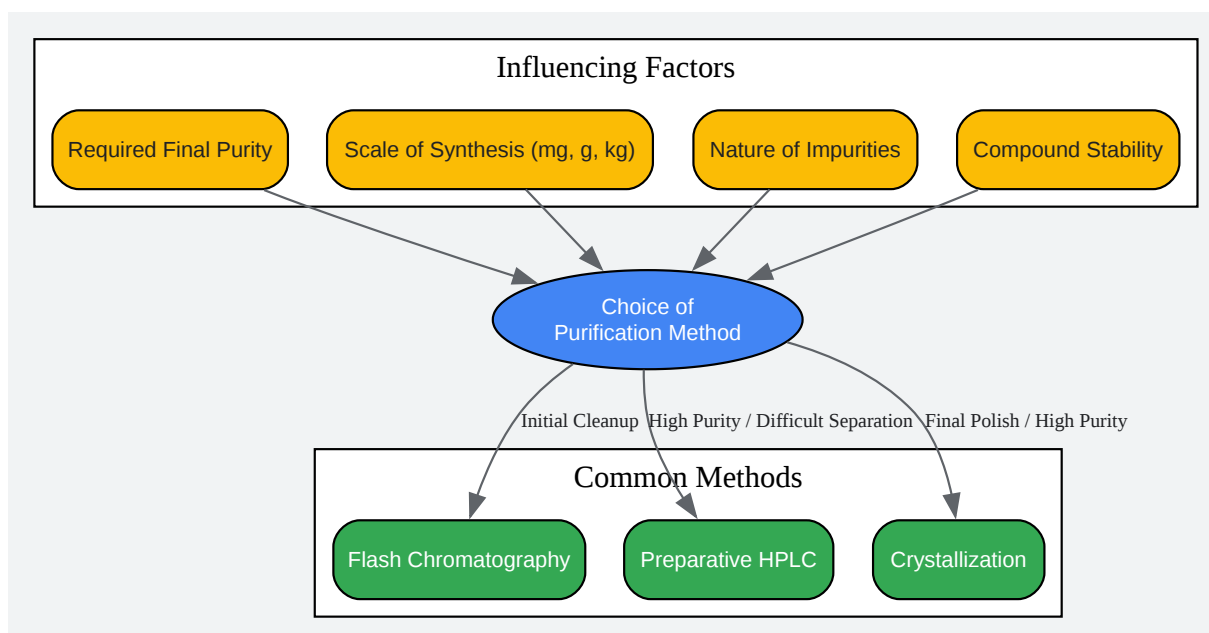 Influencing Factors
Required Final Purity
Scale of Synthesis (mg, g, kg)
Nature of Impurities
Compound Stability
Choice of
Purification Method
Initial Cleanup
High Purity / Difficult Separation
Final Polish / High Purity
Common Methods
Flash Chromatography
Preparative HPLC
Crystallization